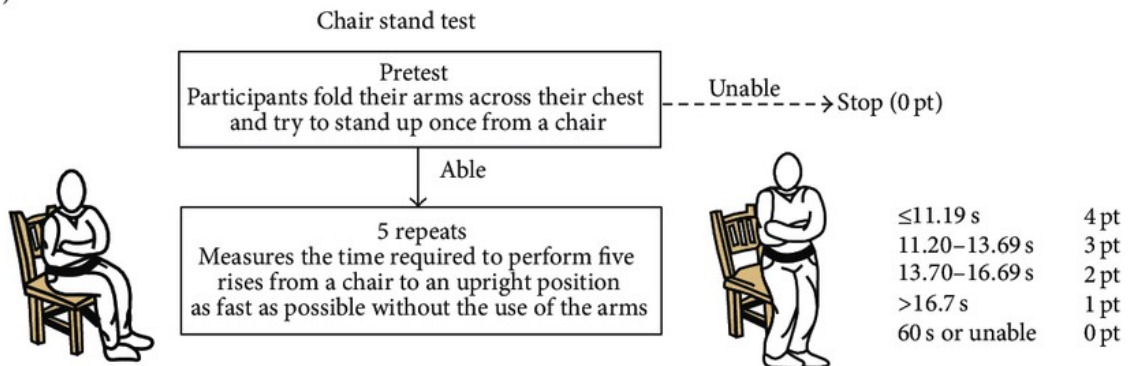 Chair stand test
Pretest
Participants fold their arms across their chest
and try to stand up once from a chair
Unable
Stop (0 pt)
Able
5 repeats
Measures the time required to perform five
rises from a chair to an upright position
as fast as possible without the use of the arms
≤11.19 s 4 pt
11.20–13.69 s 3 pt
13.70–16.69 s 2 pt
>16.7 s 1 pt
60 s or unable 0 pt